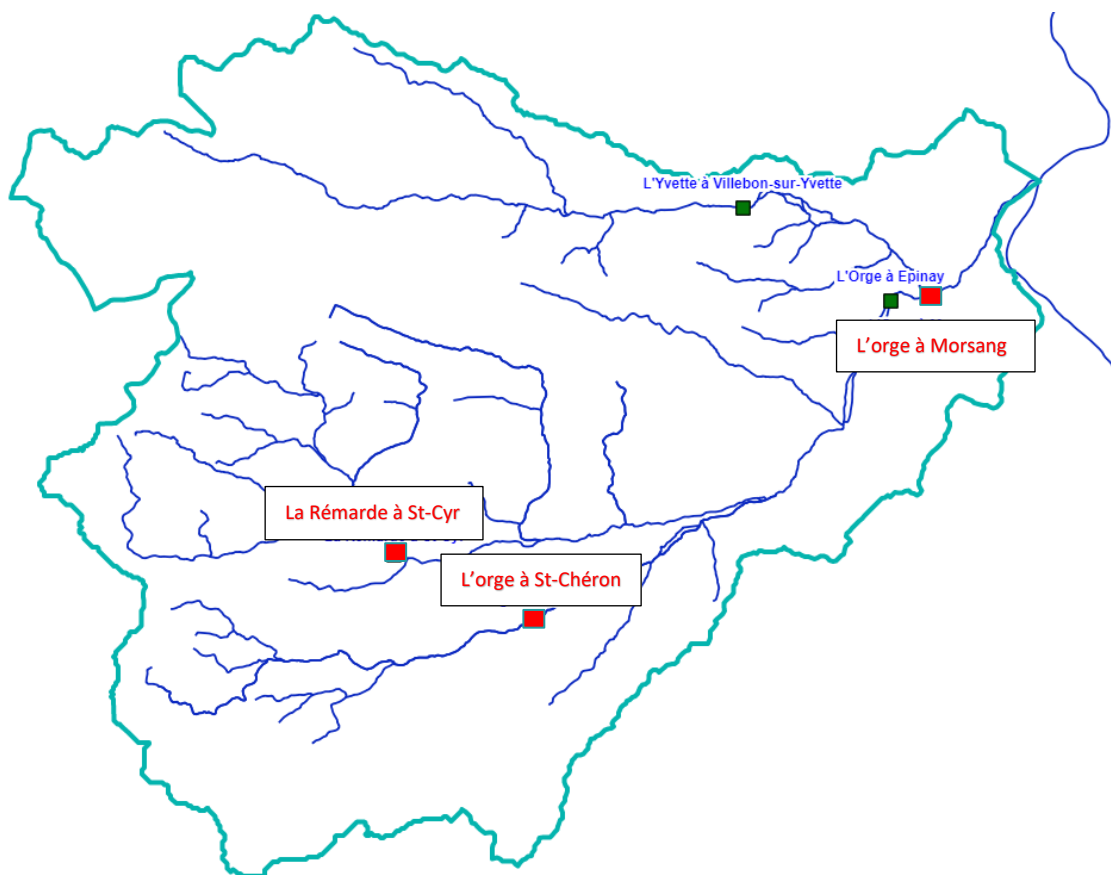 L'Yvette à Villebon-sur-Yvette
L'Orge à Epinay
L’orge à Morsang
La Rémarde à St-Cyr
L’orge à St-Chéron